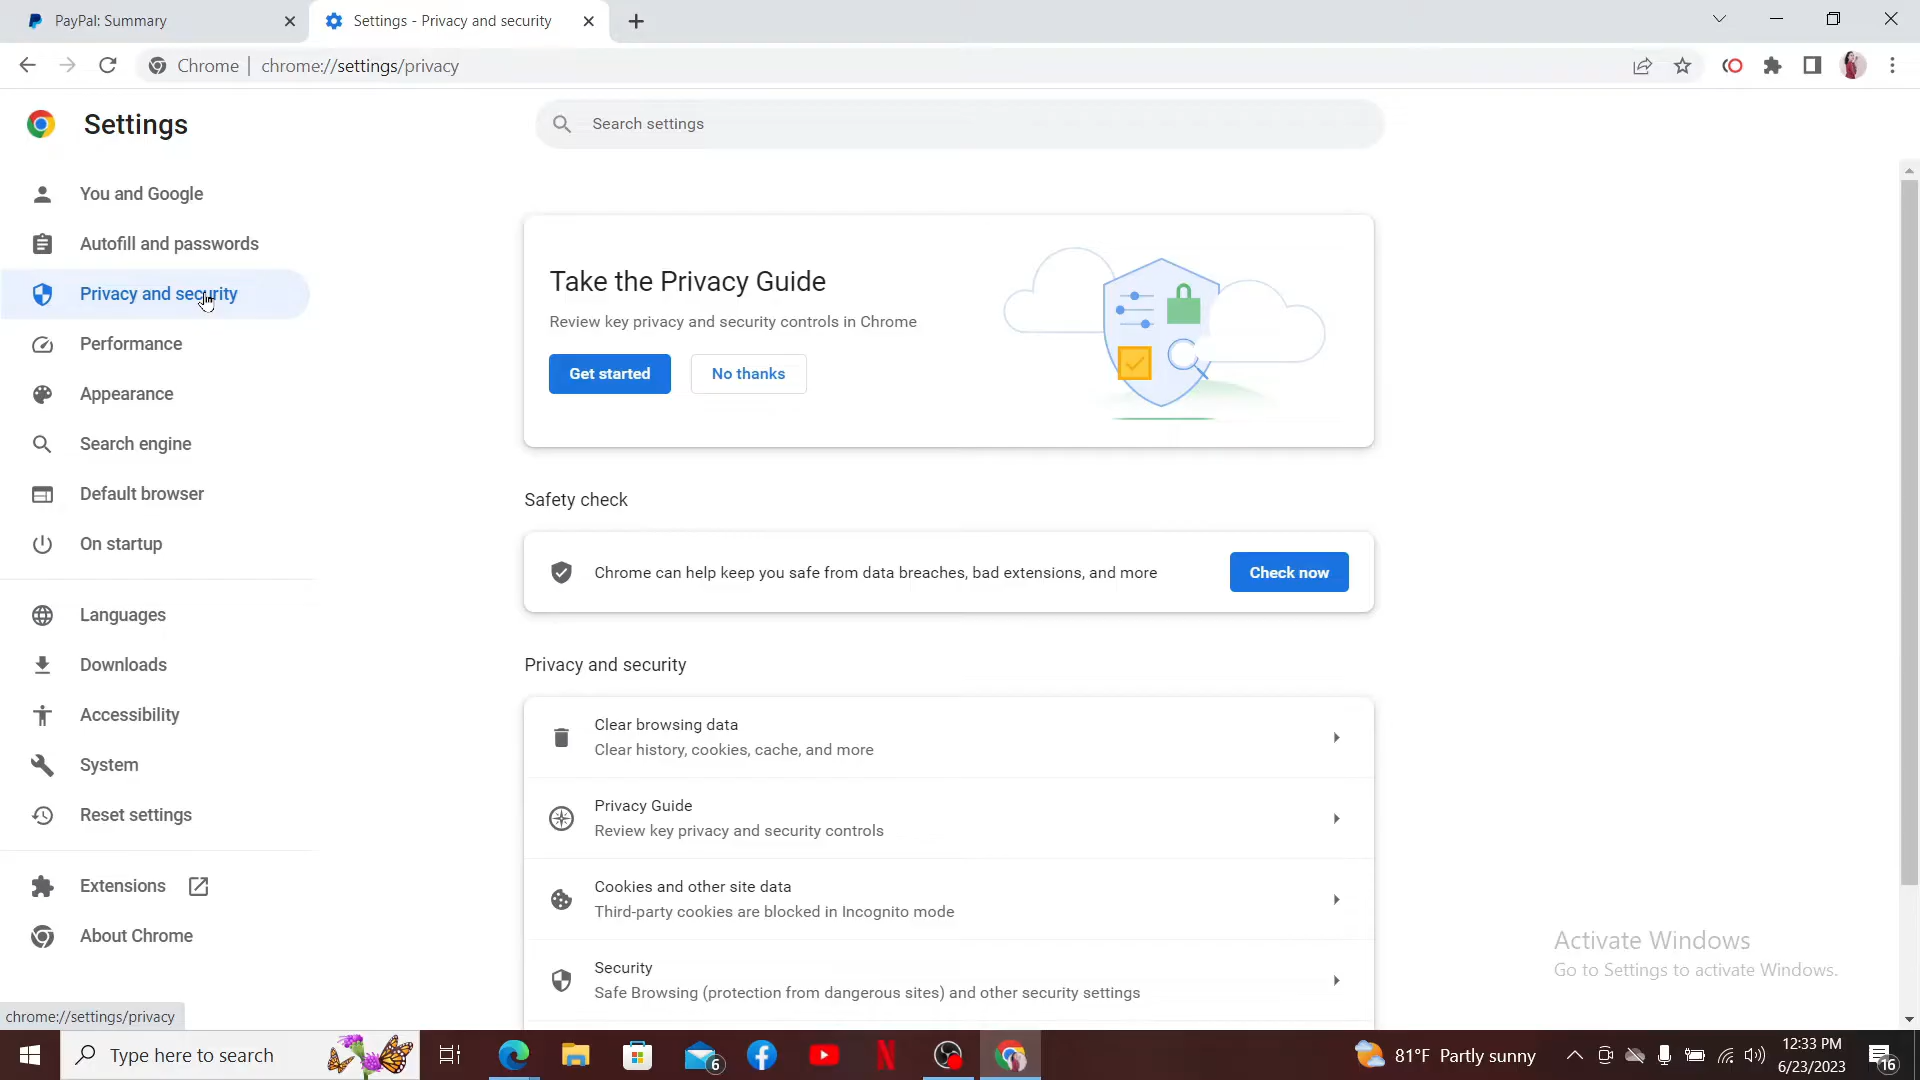 PayPal: Summary
Settings - Privacy and security
Chrome | chrome://settings/privacy
Settings
Search settings
You and Google
Autofill and passwords
Privacy and security
Performance
Appearance
Search engine
Default browser
On startup
Languages
Downloads
Accessibility
System
Reset settings
Extensions
About Chrome
Take the Privacy Guide
Review key privacy and security controls in Chrome
Get started
No thanks
Safety check
Chrome can help keep you safe from data breaches, bad extensions, and more
Check now
Privacy and security
Clear browsing data
Clear history, cookies, cache, and more
Privacy Guide
Review key privacy and security controls
Cookies and other site data
Third-party cookies are blocked in Incognito mode
Security
Safe Browsing (protection from dangerous sites) and other security settings
Activate Windows
Go to Settings to activate Windows.
chrome://settings/privacy
Type here to search
6
81°F Partly sunny
12:33 PM
6/23/2023
16